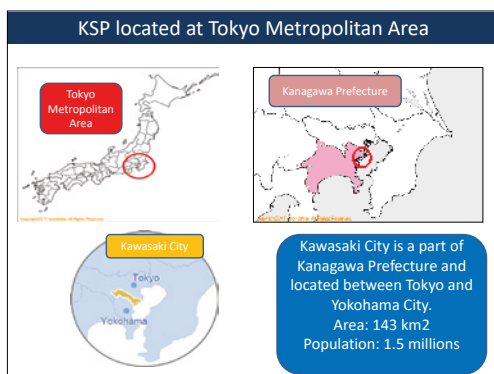 KSP located at Tokyo Metropolitan Area
Tokyo
Metropolitan
Area
Kanagawa Prefecture
Kawasaki City
Tokyo
Yokohama
Kawasaki City is a part of
Kanagawa Prefecture and
located between Tokyo and
Yokohama City.
Area: 143 km2
Population: 1.5 millions